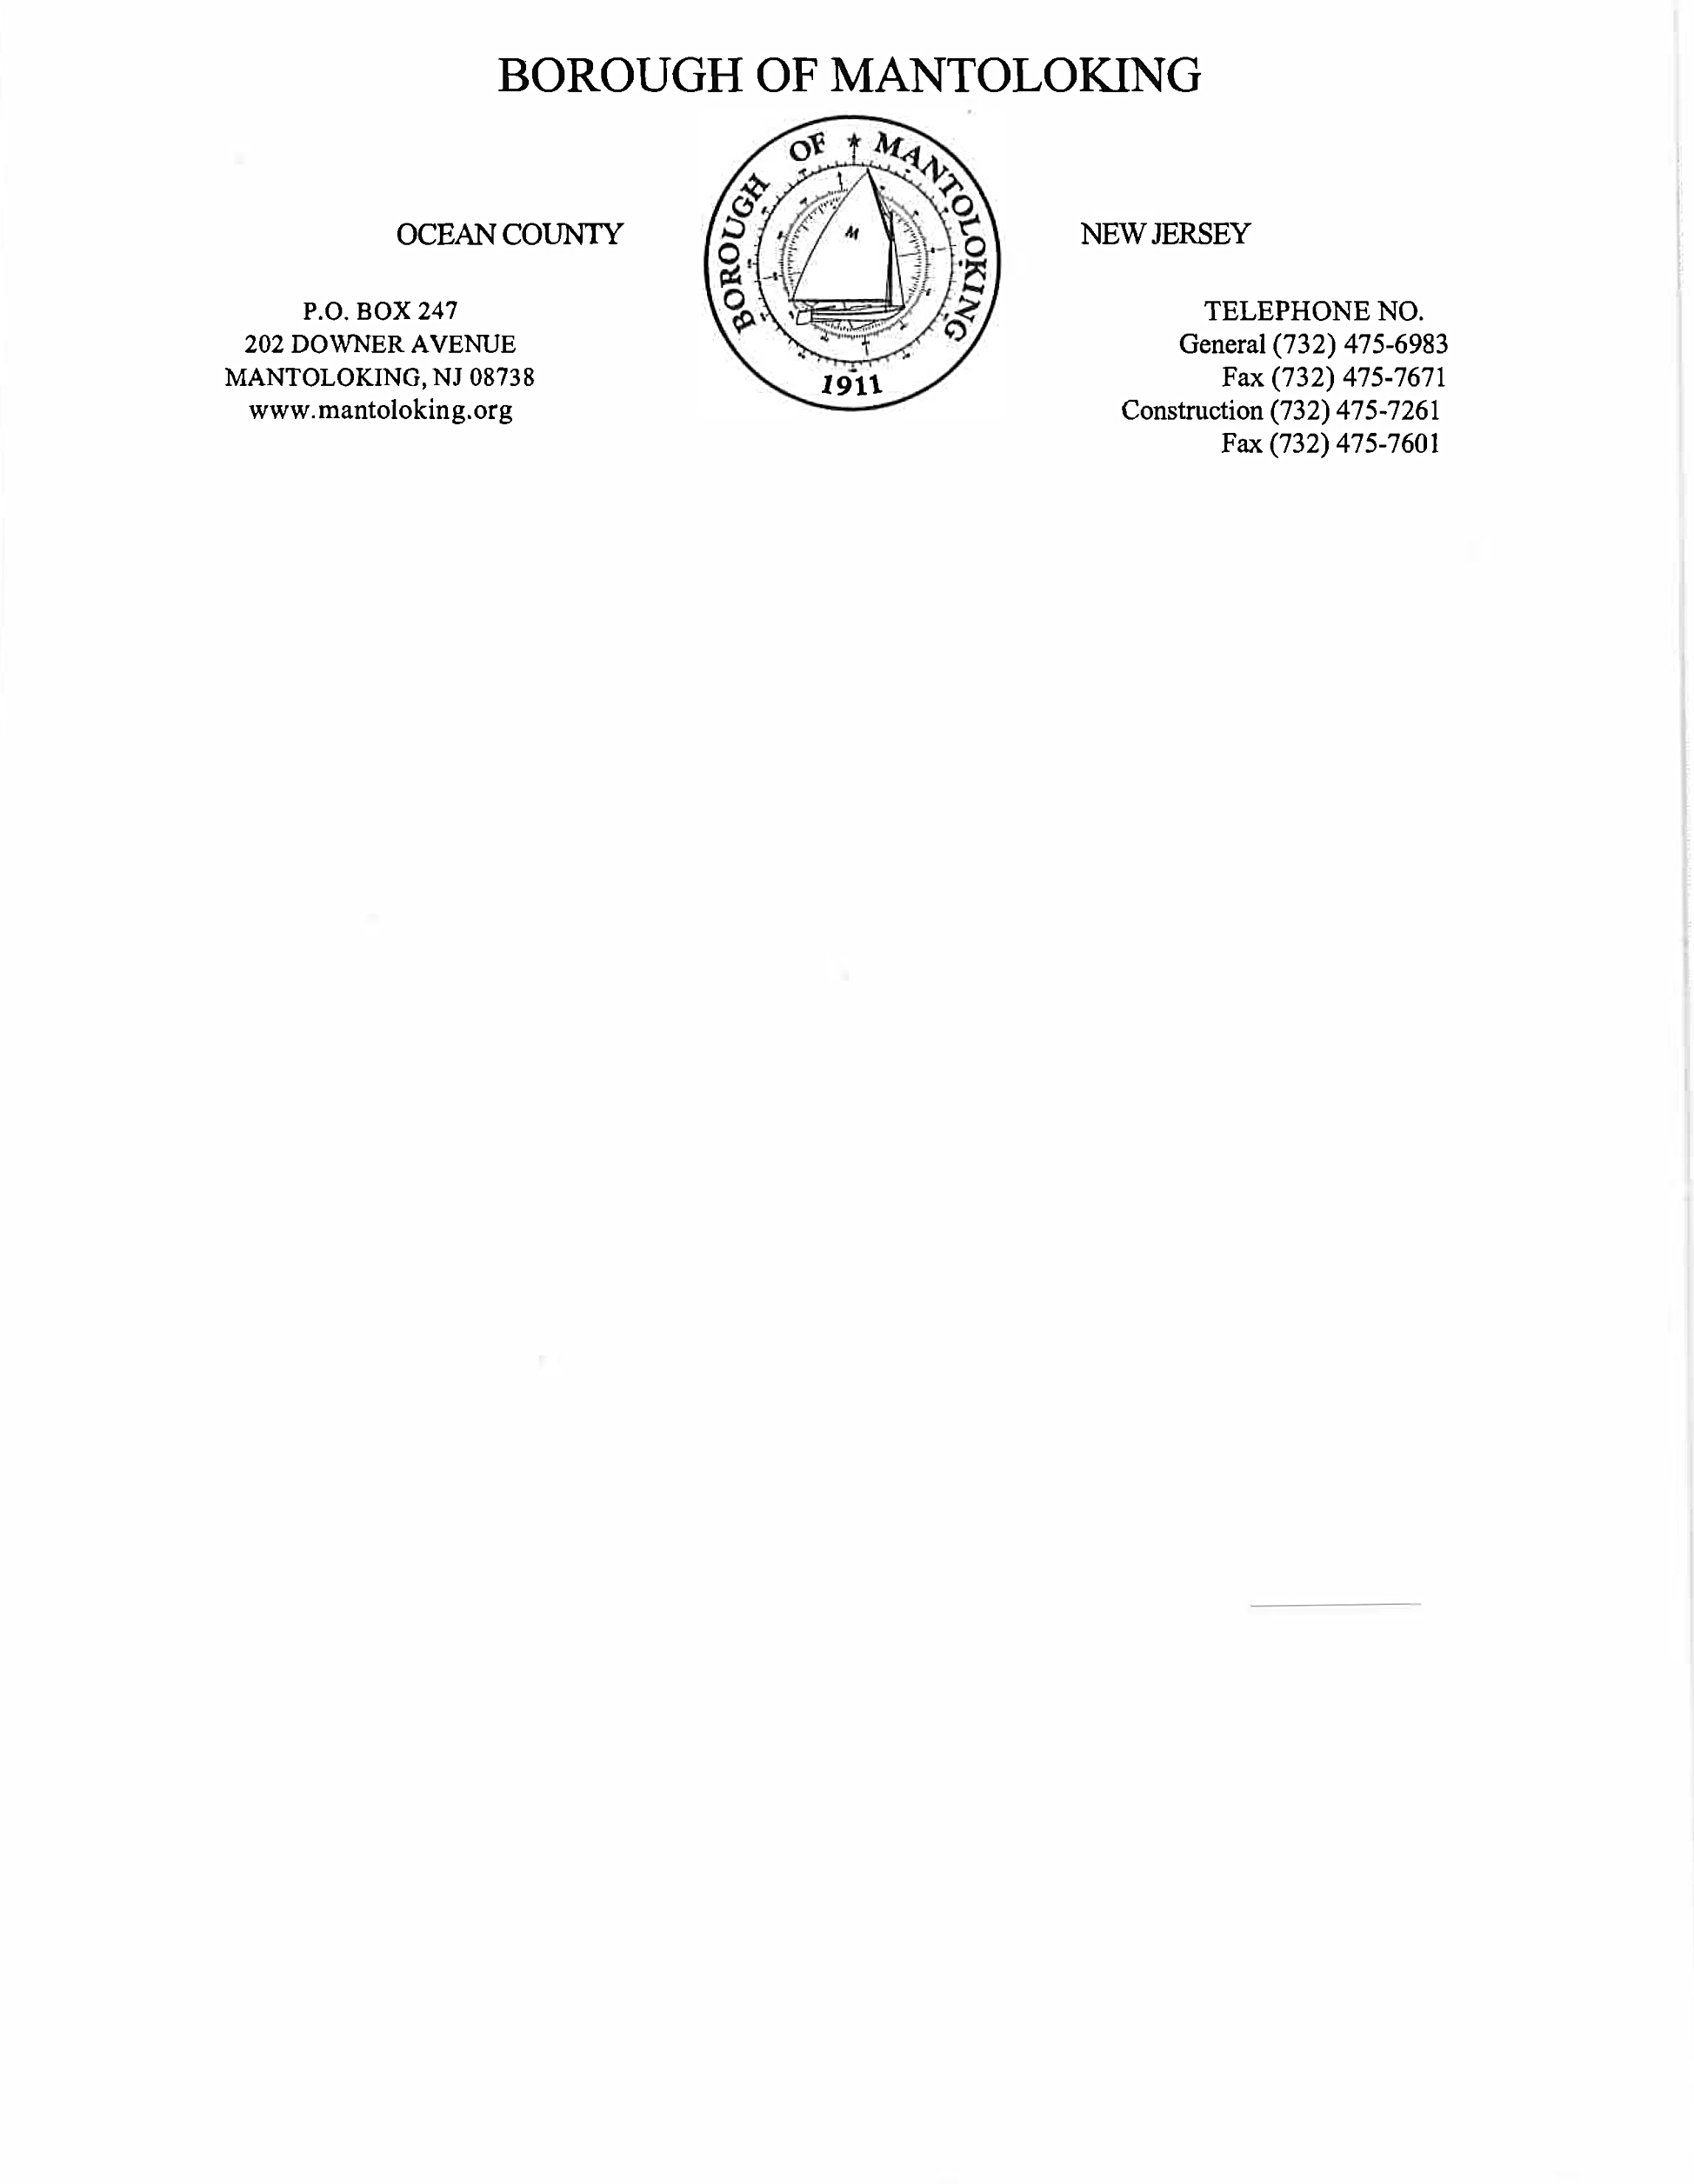 BOROUGH OF MANTOLOKING
BOROUGH OF MANTOLOKING
M
1911
OCEAN COUNTY
NEW JERSEY
P.O. BOX 247
202 DOWNER AVENUE
MANTOLOKING, NJ 08738
www.mantoloking.org
TELEPHONE NO.
General (732) 475-6983
Fax (732) 475-7671
Construction (732) 475-7261
Fax (732) 475-7601